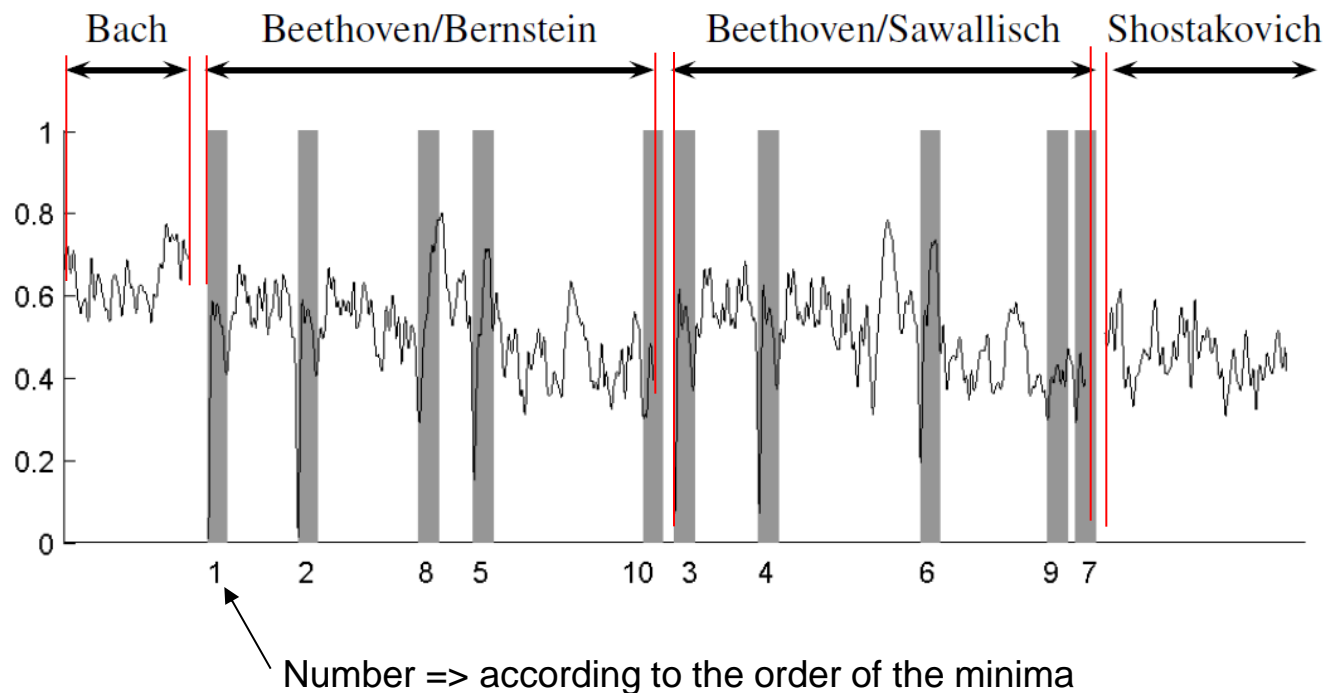 Bach Beethoven/Bernstein Beethoven/Sawallisch Shostakovich
1
0.8
0.6
0.4
0.2
0
1 2 8 5 10 3 4 6 9 7
Number => according to the order of the minima